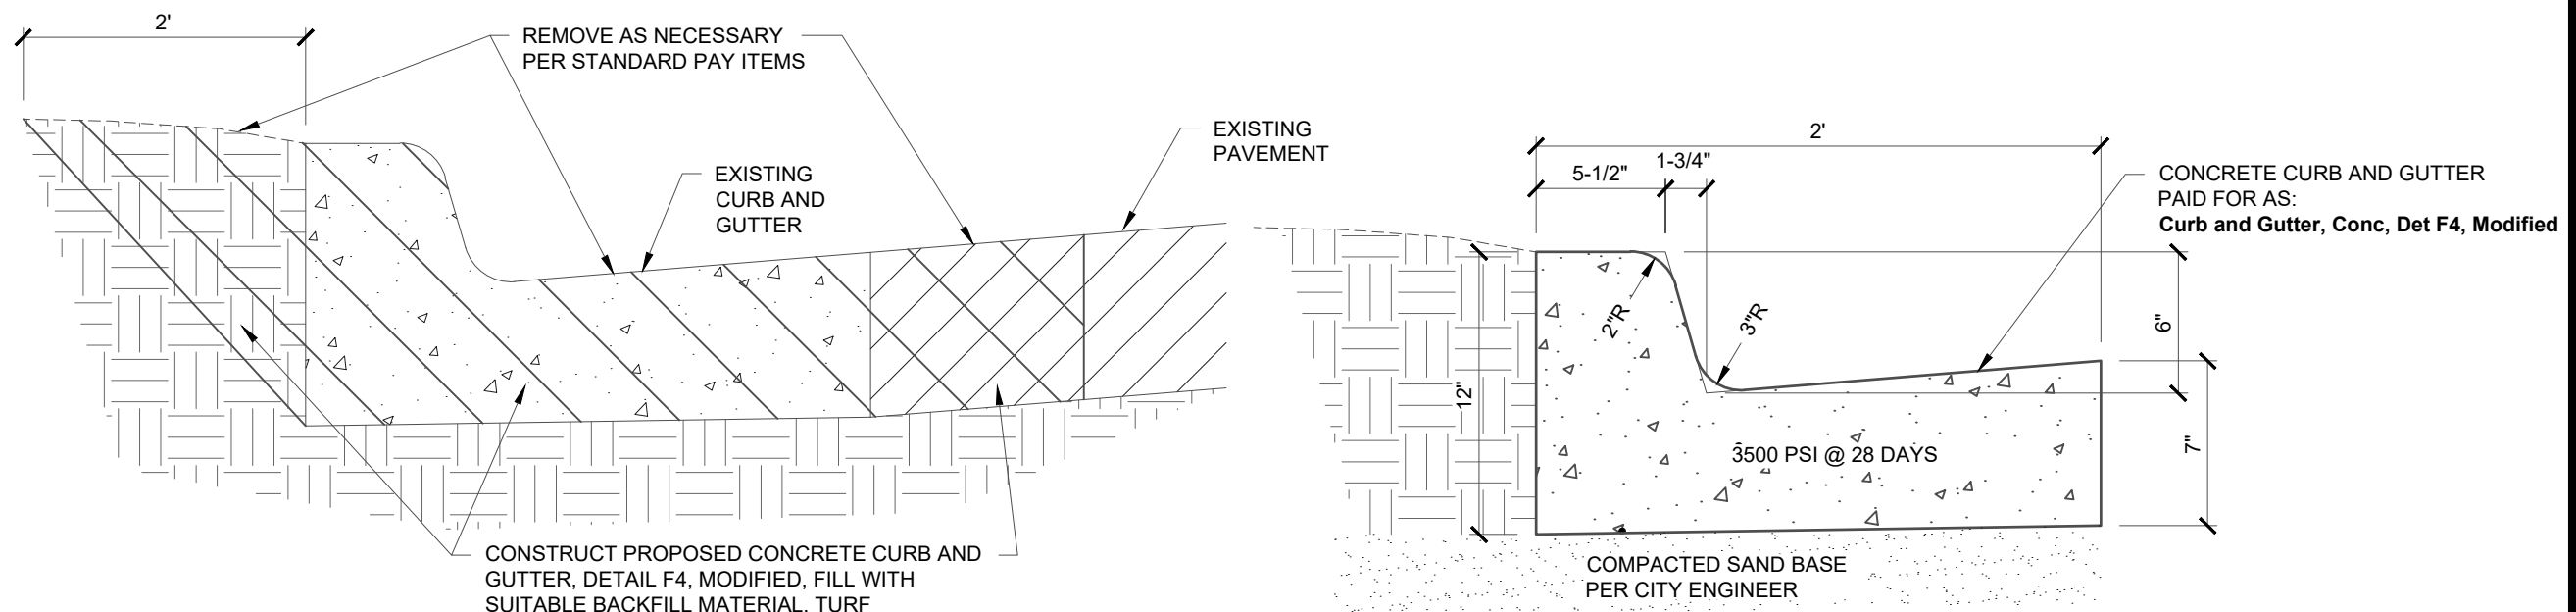 2'
REMOVE AS NECESSARY
PER STANDARD PAY ITEMS
EXISTING
CURB AND
GUTTER
EXISTING
PAVEMENT
CONSTRUCT PROPOSED CONCRETE CURB AND
GUTTER, DETAIL F4, MODIFIED, FILL WITH
SUITABLE BACKFILL MATERIAL, TURF
2'
5-1/2"
1-3/4"
CONCRETE CURB AND GUTTER
PAID FOR AS:
Curb and Gutter, Conc, Det F4, Modified
2"R
3"R
6"
12"
7"
3500 PSI @ 28 DAYS
COMPACTED SAND BASE
PER CITY ENGINEER